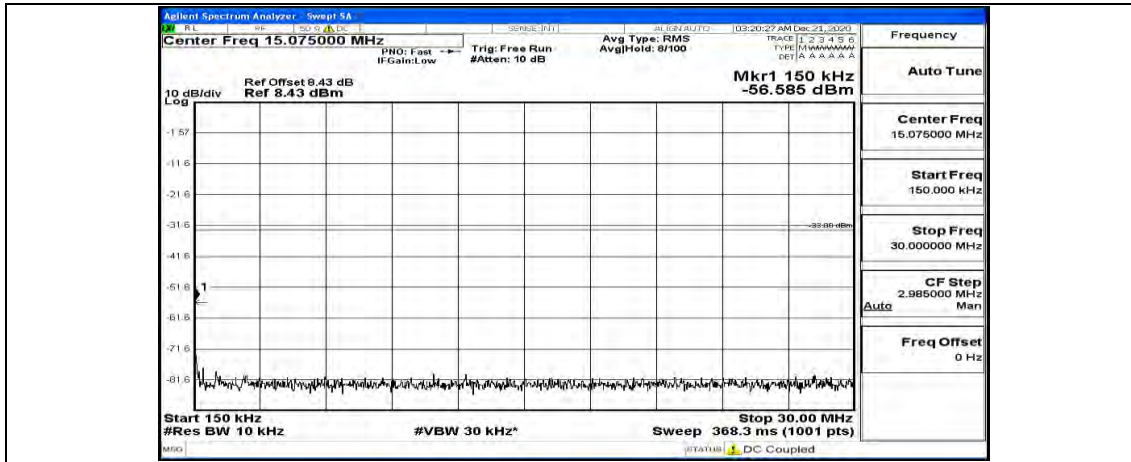 Agilent Spectrum Analyzer - Swept SA
RL RF 50 Ω DC SENSE:INT ALIGN AUTO 03:20:27 AM Dec 21, 2020
Center Freq 15.075000 MHz
PNO: Fast
IFGain:Low
Trig: Free Run
#Atten: 10 dB
Avg Type: RMS
Avg|Hold: 8/100
TRACE 1 2 3 4 5 6
TYPE MWWWWW
DET A A A A A A
Mkr1 150 kHz
-56.585 dBm
Ref Offset 8.43 dB
10 dB/div Ref 8.43 dBm
Log
-1.57
-11.6
-21.6
-31.6
-33.00 dBm
-41.6
-51.6
1
-61.6
-71.6
-81.6
Start 150 kHz
Stop 30.00 MHz
#Res BW 10 kHz
#VBW 30 kHz*
Sweep 368.3 ms (1001 pts)
MSG
STATUS DC Coupled
Frequency
Auto Tune
Center Freq
15.075000 MHz
Start Freq
150.000 kHz
Stop Freq
30.000000 MHz
CF Step
2.985000 MHz
Auto Man
Freq Offset
0 Hz